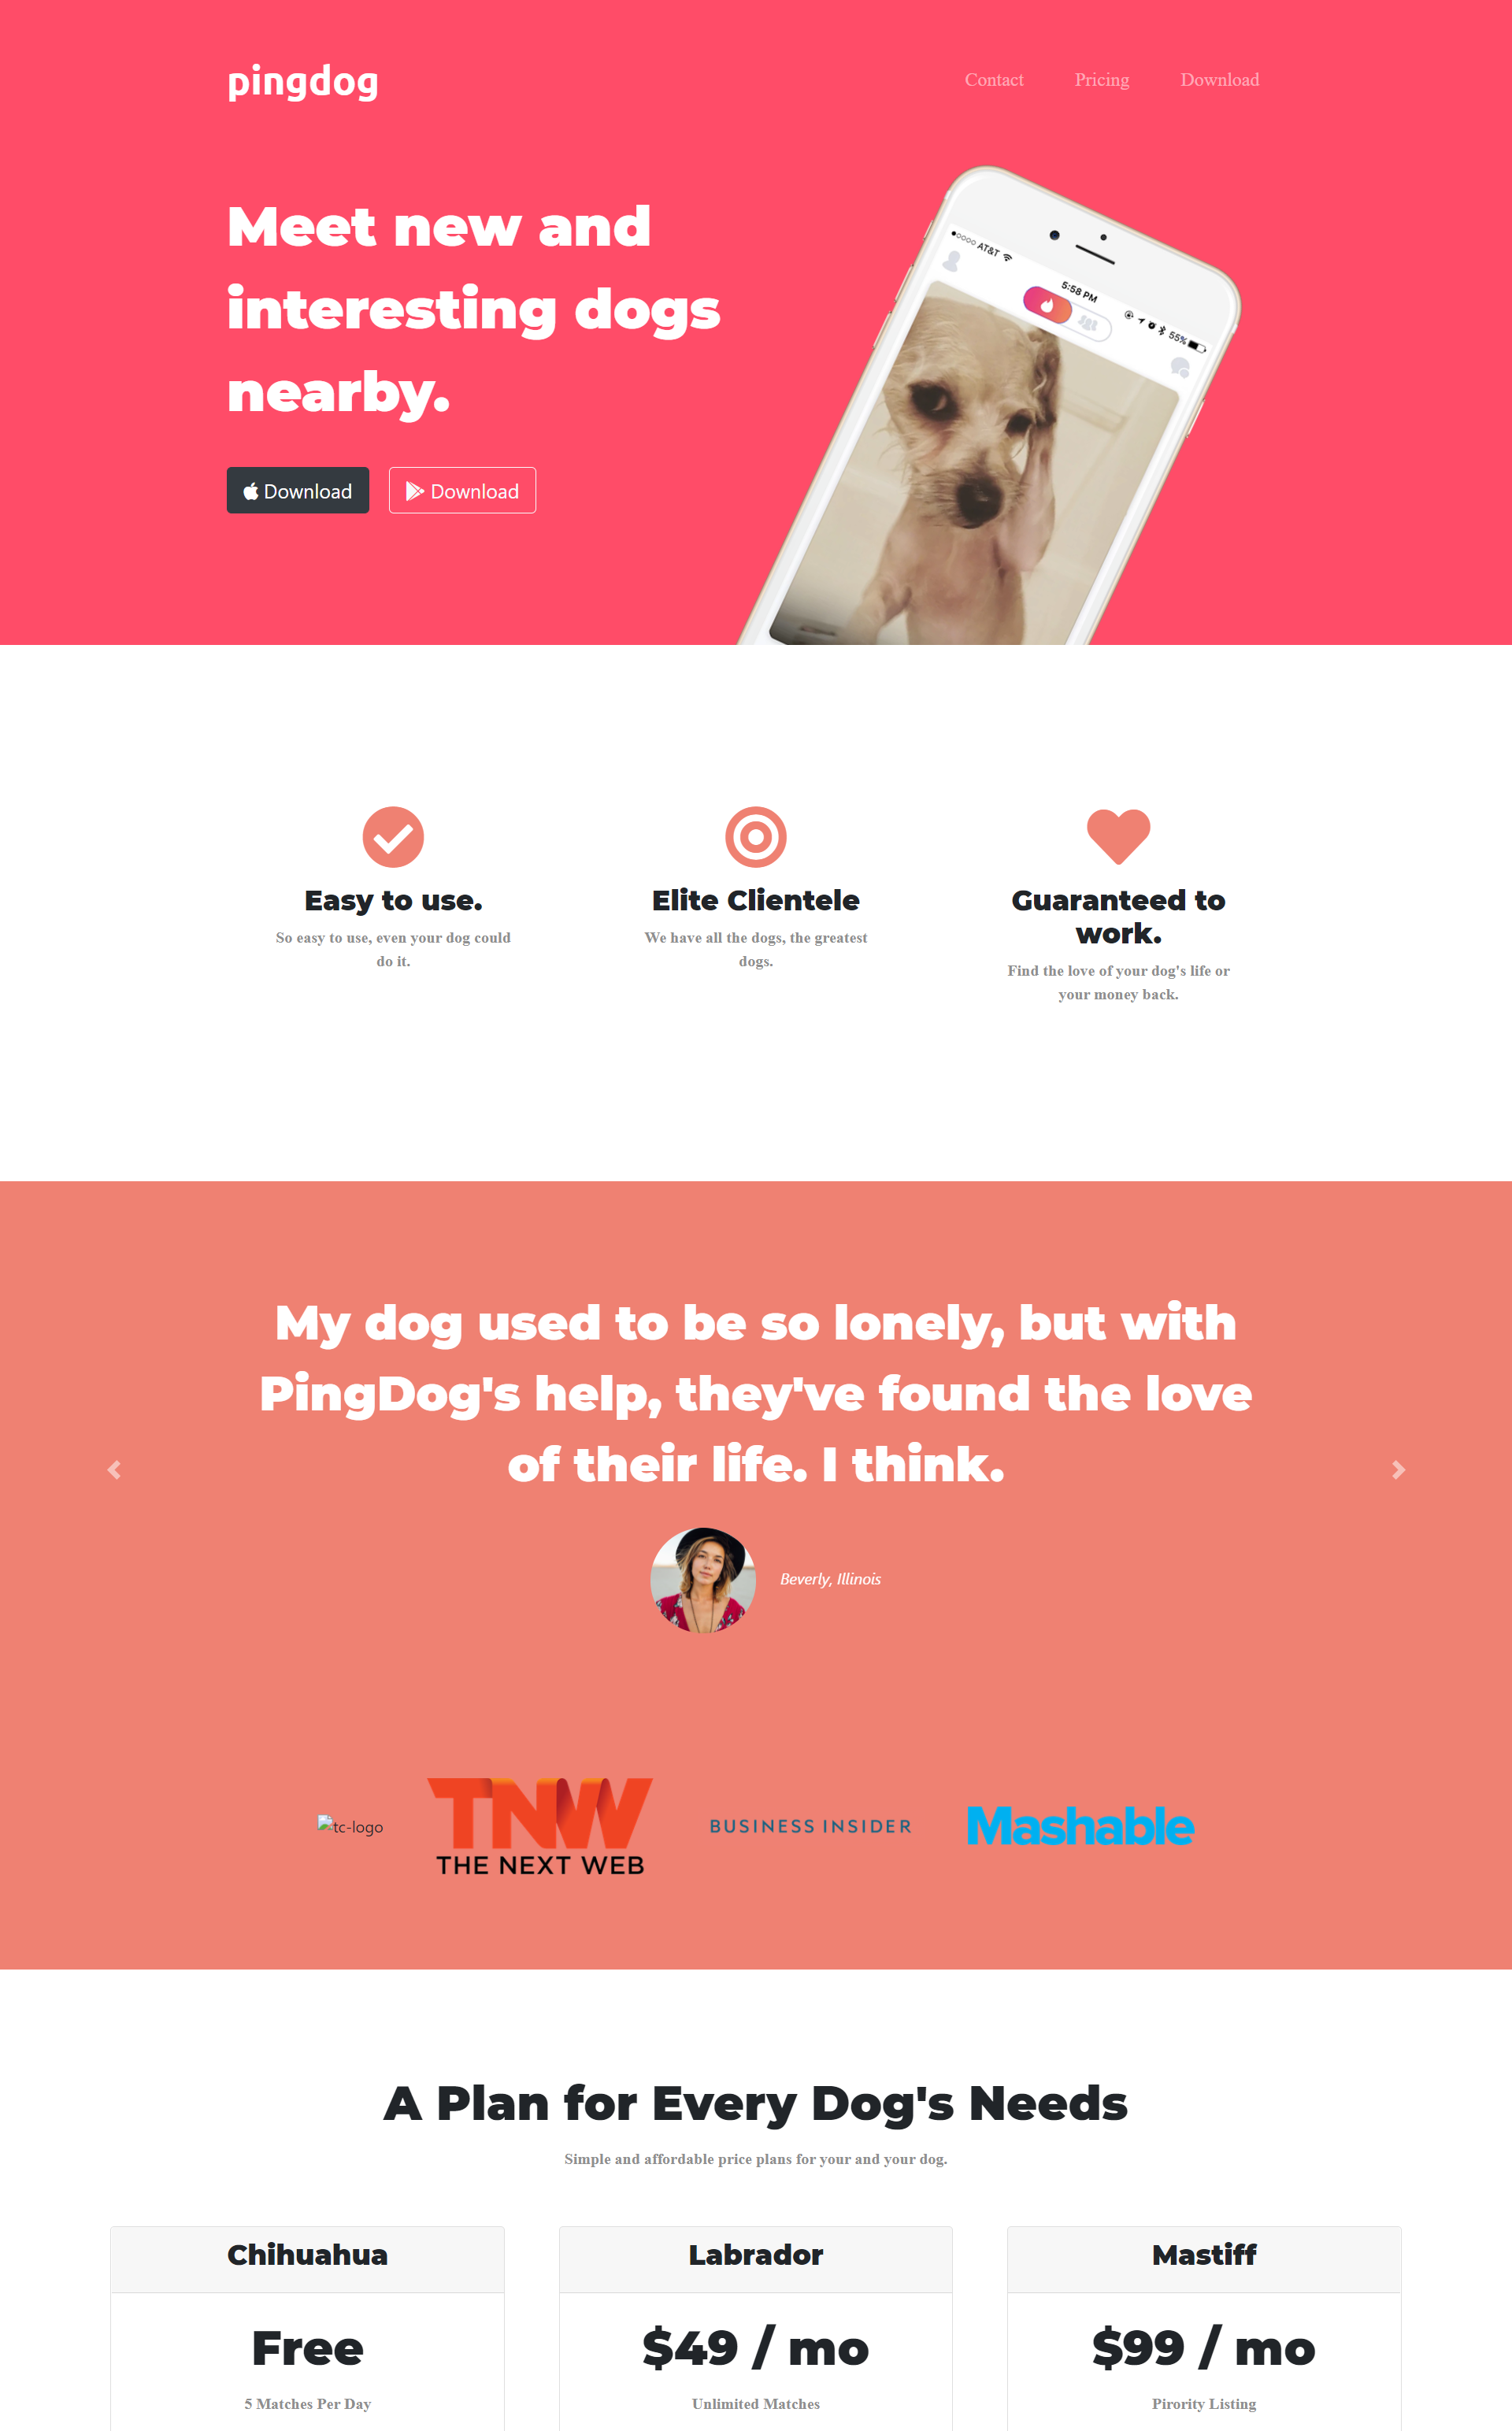 pingdog
Contact Pricing Download
Meet new and
interesting dogs
nearby.
Download Download
AT&T
5:58 PM
55%
Easy to use.
So easy to use, even your dog could
do it.
Elite Clientele
We have all the dogs, the greatest
dogs.
Guaranteed to
work.
Find the love of your dog's life or
your money back.
My dog used to be so lonely, but with
PingDog's help, they've found the love
of their life. I think.
Beverly, Illinois
tc-logo
TNW
THE NEXT WEB
BUSINESS INSIDER
Mashable
A Plan for Every Dog's Needs
Simple and affordable price plans for your and your dog.
Chihuahua
Free
5 Matches Per Day
Labrador
$49 / mo
Unlimited Matches
Mastiff
$99 / mo
Pirority Listing